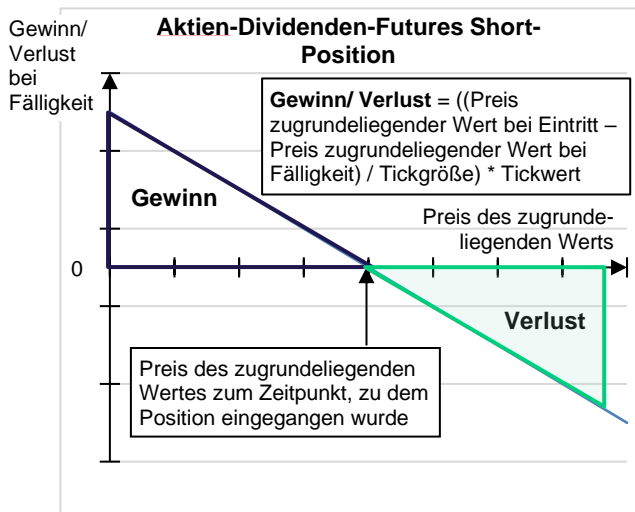 Gewinn/
Verlust
bei
Fälligkeit
Aktien-Dividenden-Futures Short-
Position
Gewinn/ Verlust = ((Preis
zugrundeliegender Wert bei Eintritt –
Preis zugrundeliegender Wert bei
Fälligkeit) / Tickgröße) * Tickwert
Gewinn
Preis des zugrunde-
liegenden Werts
0
Verlust
Preis des zugrundeliegenden
Wertes zum Zeitpunkt, zu dem
Position eingegangen wurde